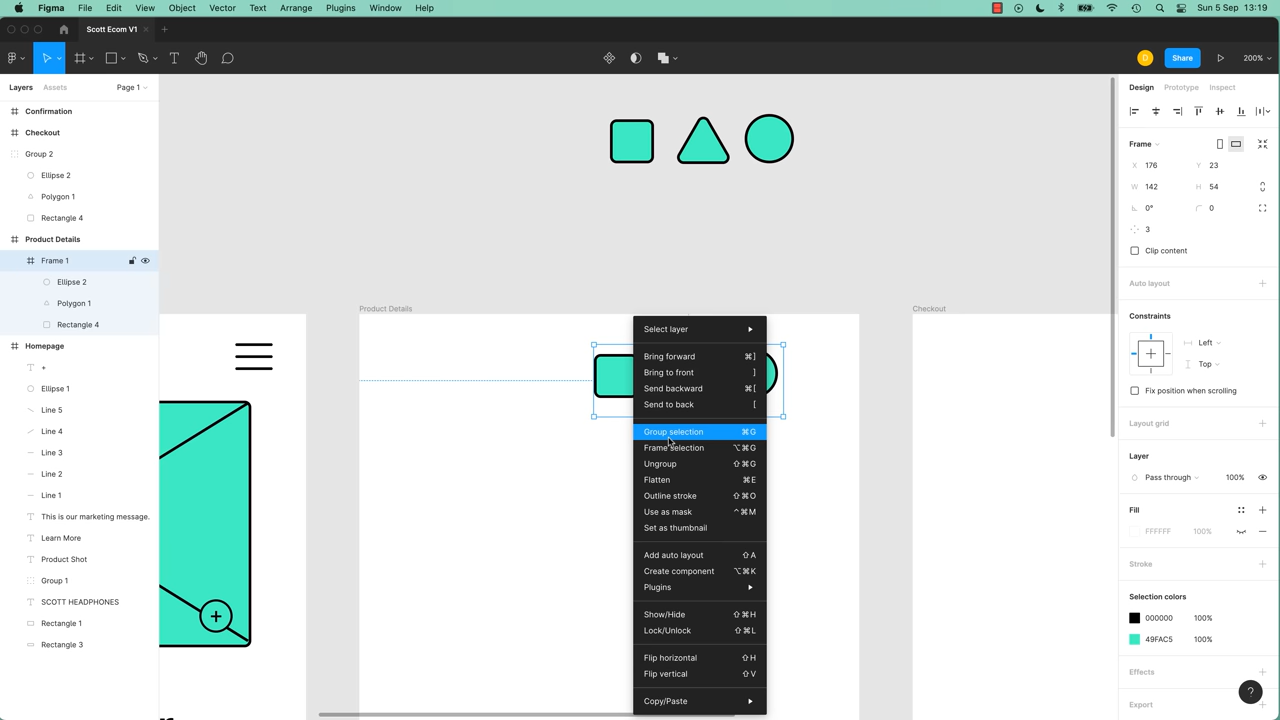 Figma File Edit View Object Vector Text Arrange Plugins Window Help Sun 5 Sep 13:19
Scott Ecom V1
Share 200%
D
Layers Assets Page 1
Confirmation
Checkout
Group 2
Ellipse 2
Polygon 1
Rectangle 4
Product Details
Frame 1
Ellipse 2
Polygon 1
Rectangle 4
Homepage
+
Ellipse 1
Line 5
Line 4
Line 3
Line 2
Line 1
This is our marketing message.
Learn More
Product Shot
Group 1
SCOTT HEADPHONES
Rectangle 1
Rectangle 3
Product Details
Checkout
Select layer
Bring forward ⌘]
Bring to front ]
Send backward ⌘[
Send to back [
Group selection ⌘G
Frame selection ⌥⌘G
Ungroup ⇧⌘G
Flatten ⌘E
Outline stroke ⇧⌘O
Use as mask ^⌘M
Set as thumbnail
Add auto layout ⇧A
Create component ⌥⌘K
Plugins
Show/Hide ⇧⌘H
Lock/Unlock ⇧⌘L
Flip horizontal ⇧H
Flip vertical ⇧V
Copy/Paste
Design Prototype Inspect
Frame
X 176 Y 23
W 142 H 54
0° 0
3
Clip content
Auto layout
Constraints
Left
Top
Fix position when scrolling
Layout grid
Layer
Pass through 100%
Fill
FFFFFF 100%
Stroke
Selection colors
000000 100%
49FAC5 100%
Effects
Export
?